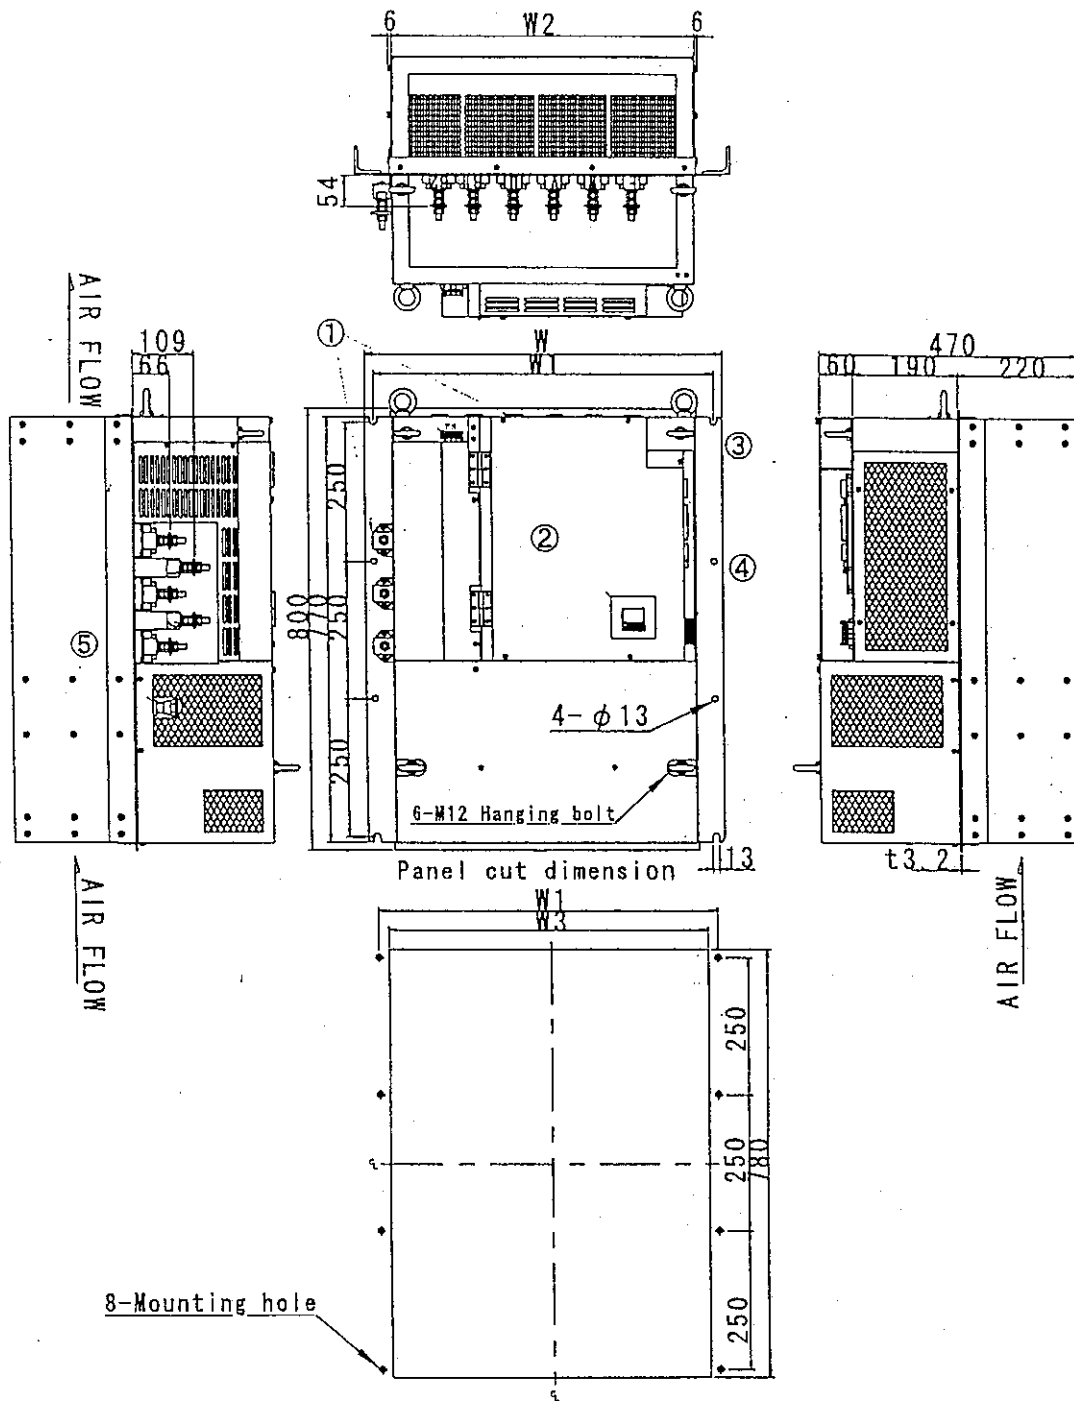 6
W2
6
54
AIR FLOW
109
66
①
W
W1
470
60
190
220
③
②
④
250
800
770
250
⑤
4-φ13
250
6-M12 Hanging bolt
13
t3.2
Panel cut dimension
AIR FLOW
AIR FLOW
W1
W3
250
250
780
250
8-Mounting hole
℄
℄